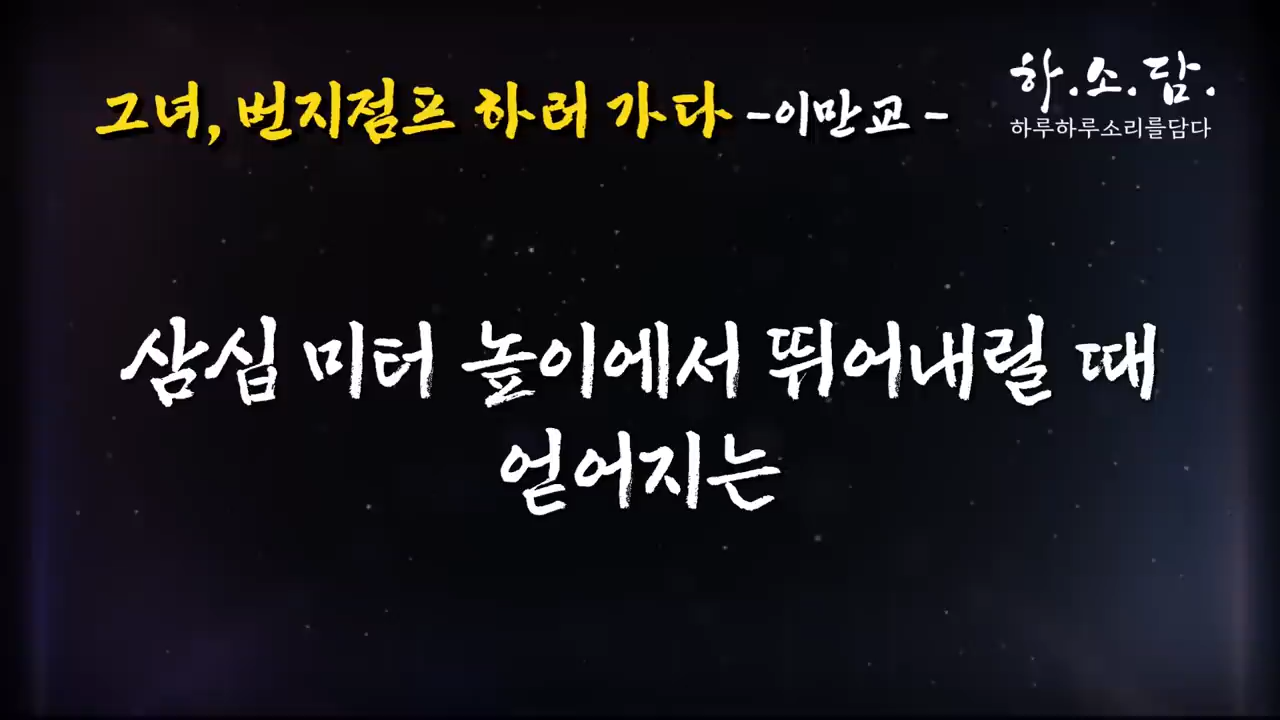 그녀, 번지점프 하러 가다 -이만교-
하.소.담.
하루하루소리를담다
삼십 미터 높이에서 뛰어내릴 때
얻어지는